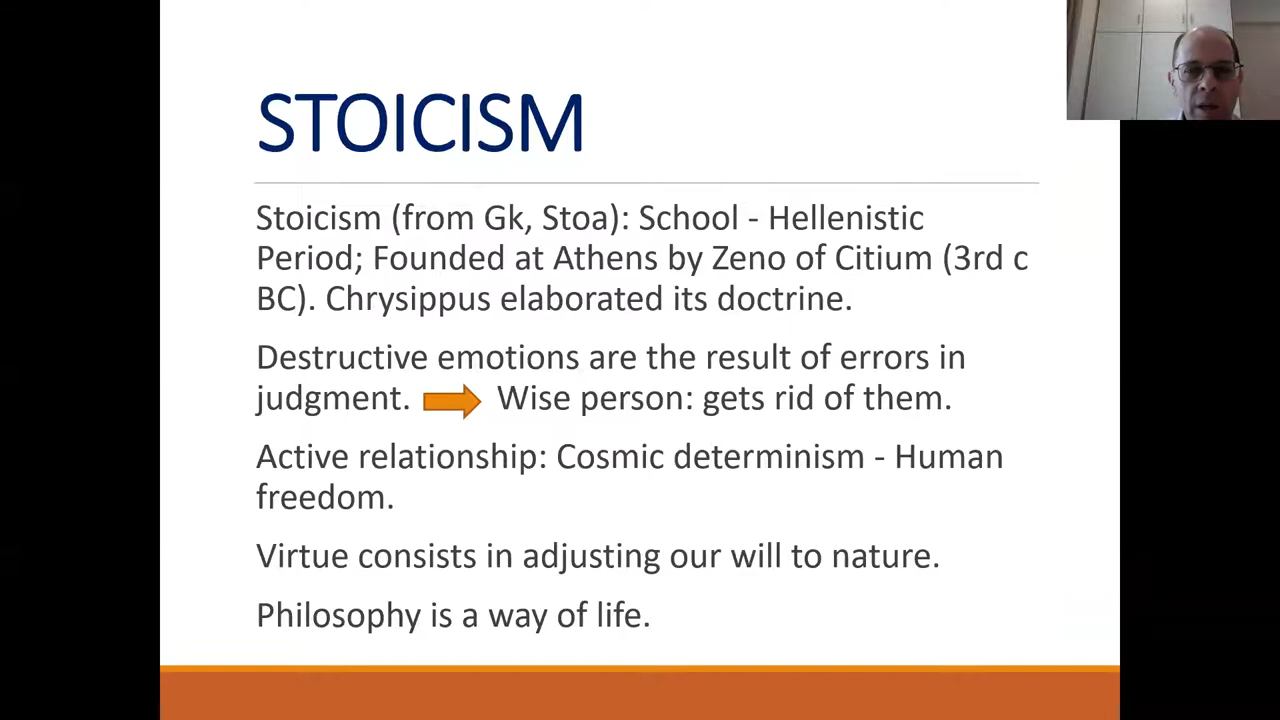 STOICISM
Stoicism (from Gk, Stoa): School - Hellenistic
Period; Founded at Athens by Zeno of Citium (3rd c
BC). Chrysippus elaborated its doctrine.
Destructive emotions are the result of errors in
judgment. Wise person: gets rid of them.
Active relationship: Cosmic determinism - Human
freedom.
Virtue consists in adjusting our will to nature.
Philosophy is a way of life.